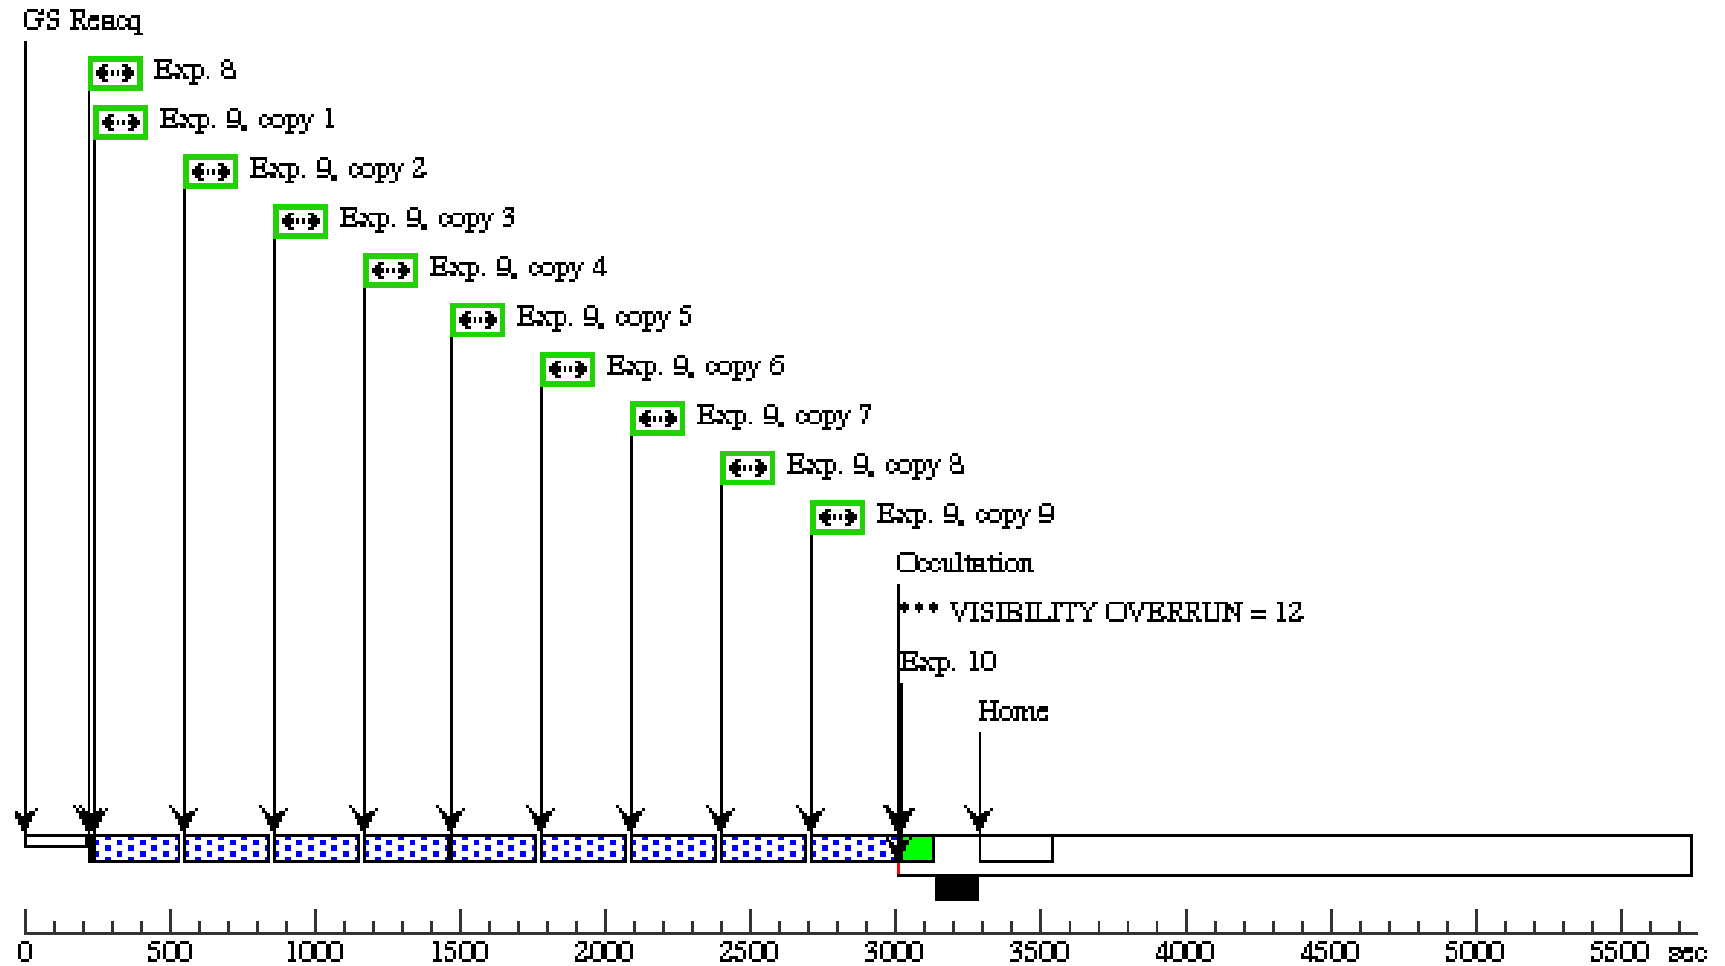 GS Reacq
Exp. 8
Exp. 9, copy 1
Exp. 9, copy 2
Exp. 9, copy 3
Exp. 9, copy 4
Exp. 9, copy 5
Exp. 9, copy 6
Exp. 9, copy 7
Exp. 9, copy 8
Exp. 9, copy 9
Occultation
*** VISIBILITY OVERRUN = 12
Exp. 10
Home
0 500 1000 1500 2000 2500 3000 3500 4000 4500 5000 5500 sec